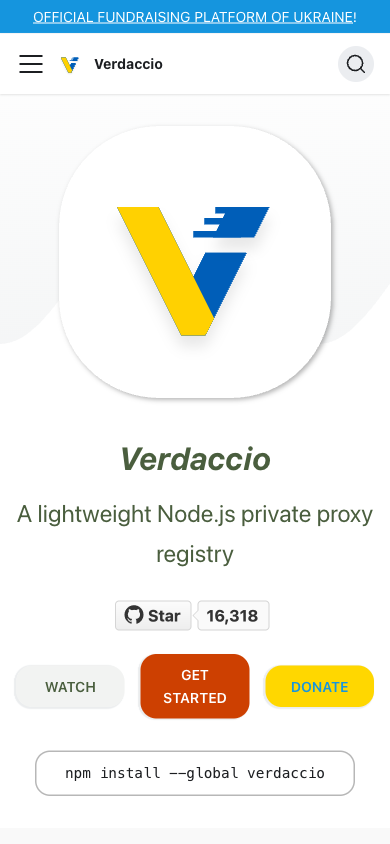 OFFICIAL FUNDRAISING PLATFORM OF UKRAINE!
Verdaccio
Verdaccio
A lightweight Node.js private proxy
registry
Star 16,318
WATCH
GET
STARTED
DONATE
npm install --global verdaccio